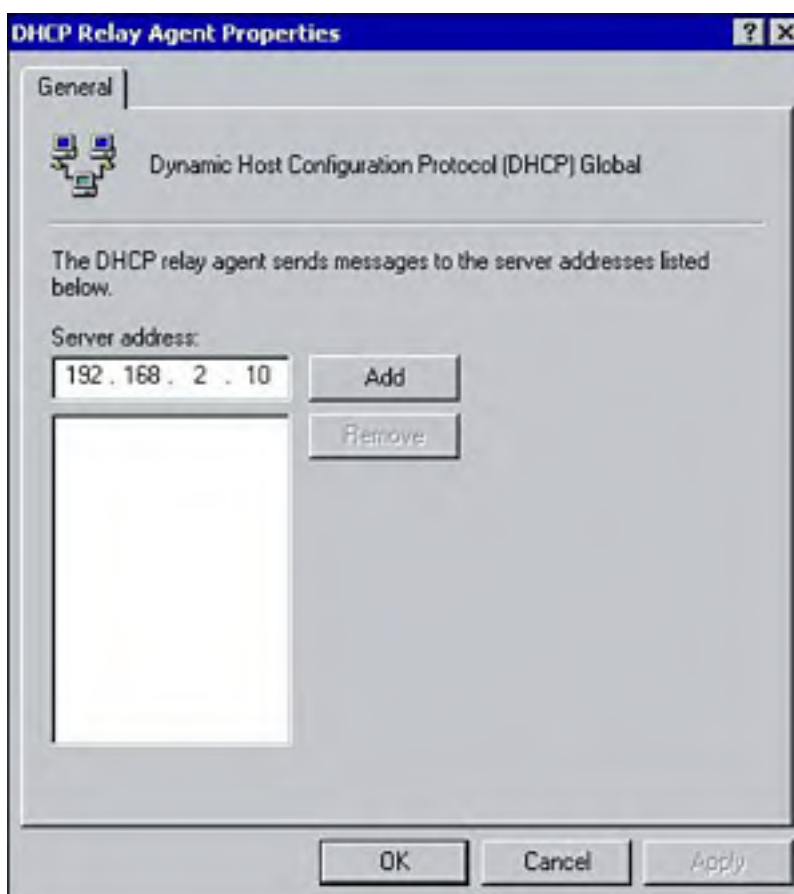 DHCP Relay Agent Properties
General
Dynamic Host Configuration Protocol (DHCP) Global
The DHCP relay agent sends messages to the server addresses listed
below.
Server address:
192 . 168 . 2 . 10
Add
Remove
OK
Cancel
Apply